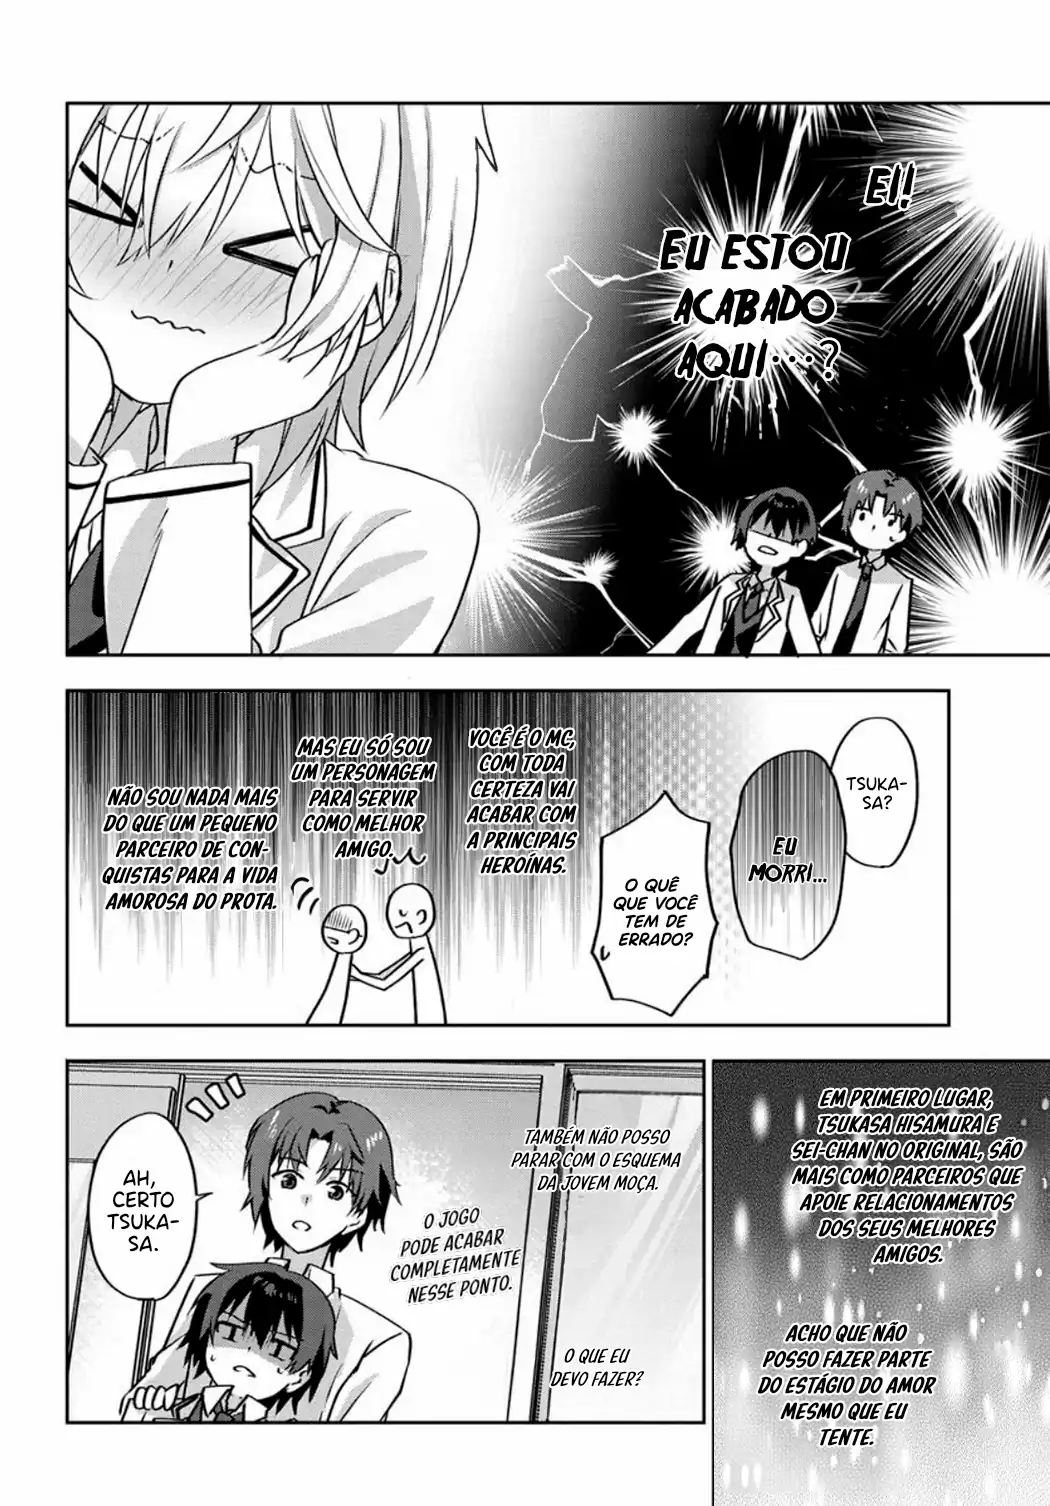 EI!
EU ESTOU
ACABADO
AQUI...?
TSUKA-
SA?
EU
MORRI...
O QUÊ
QUE VOCÊ
TEM DE
ERRADO?
VOCÊ É O MC,
COM TODA
CERTEZA VAI
ACABAR COM
A PRINCIPAIS
HEROÍNAS.
MAS EU SÓ SOU
UM PERSONAGEM
PARA SERVIR
COMO MELHOR
AMIGO.
NÃO SOU NADA MAIS
DO QUE UM PEQUENO
PARCEIRO DE CON-
QUISTAS PARA A VIDA
AMOROSA DO PROTA.
EM PRIMEIRO LUGAR,
TSUKASA HISAMURA E
SEI-CHAN NO ORIGINAL, SÃO
MAIS COMO PARCEIROS QUE
APOIE RELACIONAMENTOS
DOS SEUS MELHORES
AMIGOS.
ACHO QUE NÃO
POSSO FAZER PARTE
DO ESTÁGIO DO AMOR
MESMO QUE EU
TENTE.
TAMBÉM NÃO POSSO
PARAR COM O ESQUEMA
DA JOVEM MOÇA.
O JOGO
PODE ACABAR
COMPLETAMENTE
NESSE PONTO.
O QUE EU
DEVO FAZER?
AH,
CERTO
TSUKA-
SA.